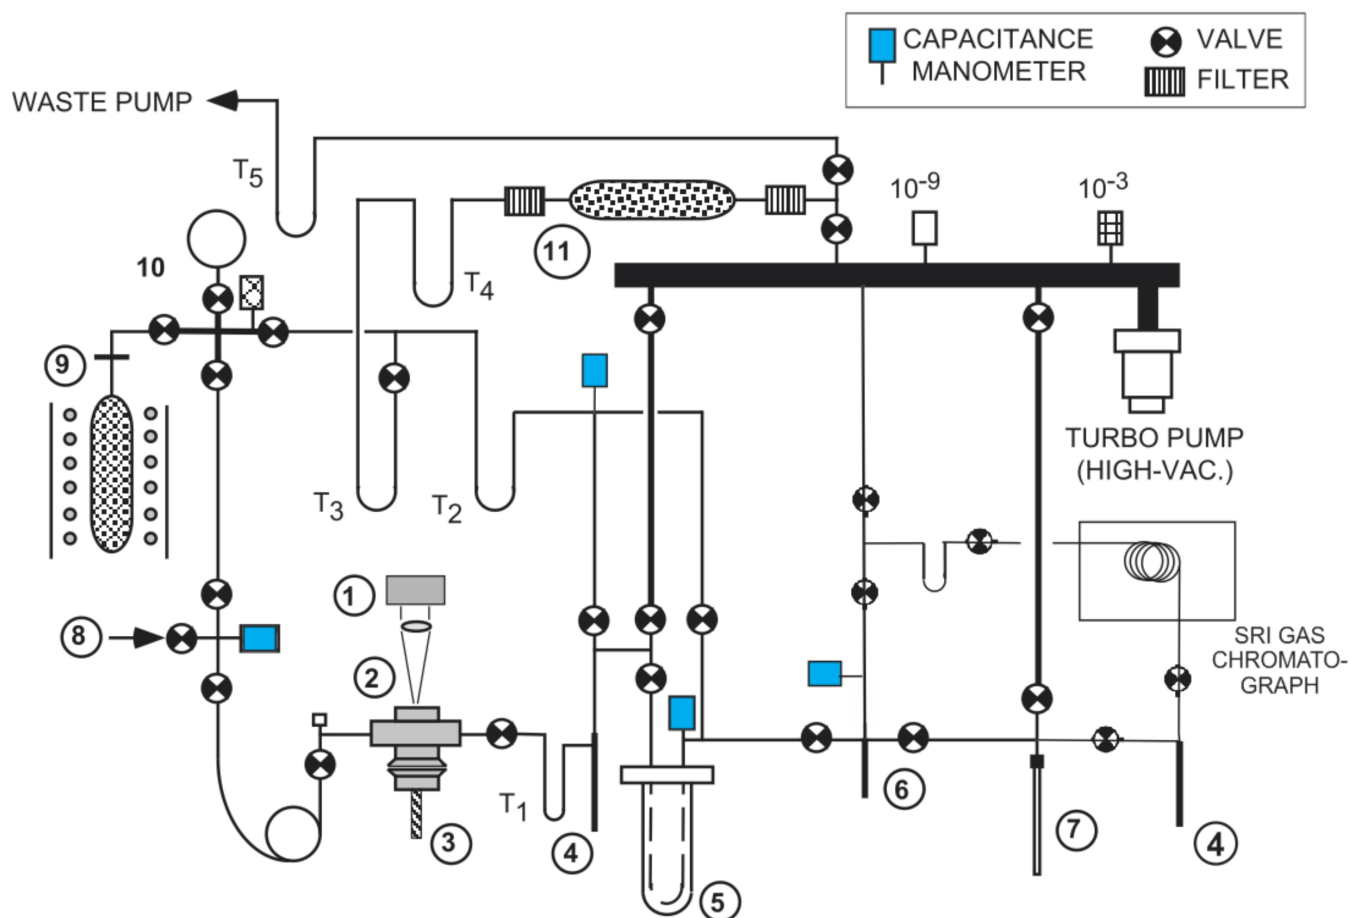 CAPACITANCE
MANOMETER
VALVE
FILTER
WASTE PUMP
T5
10-9
10-3
11
10
T4
9
TURBO PUMP
(HIGH-VAC.)
T3
T2
1
8
SRI GAS
CHROMATO-
GRAPH
2
T1
6
3
4
7
4
5